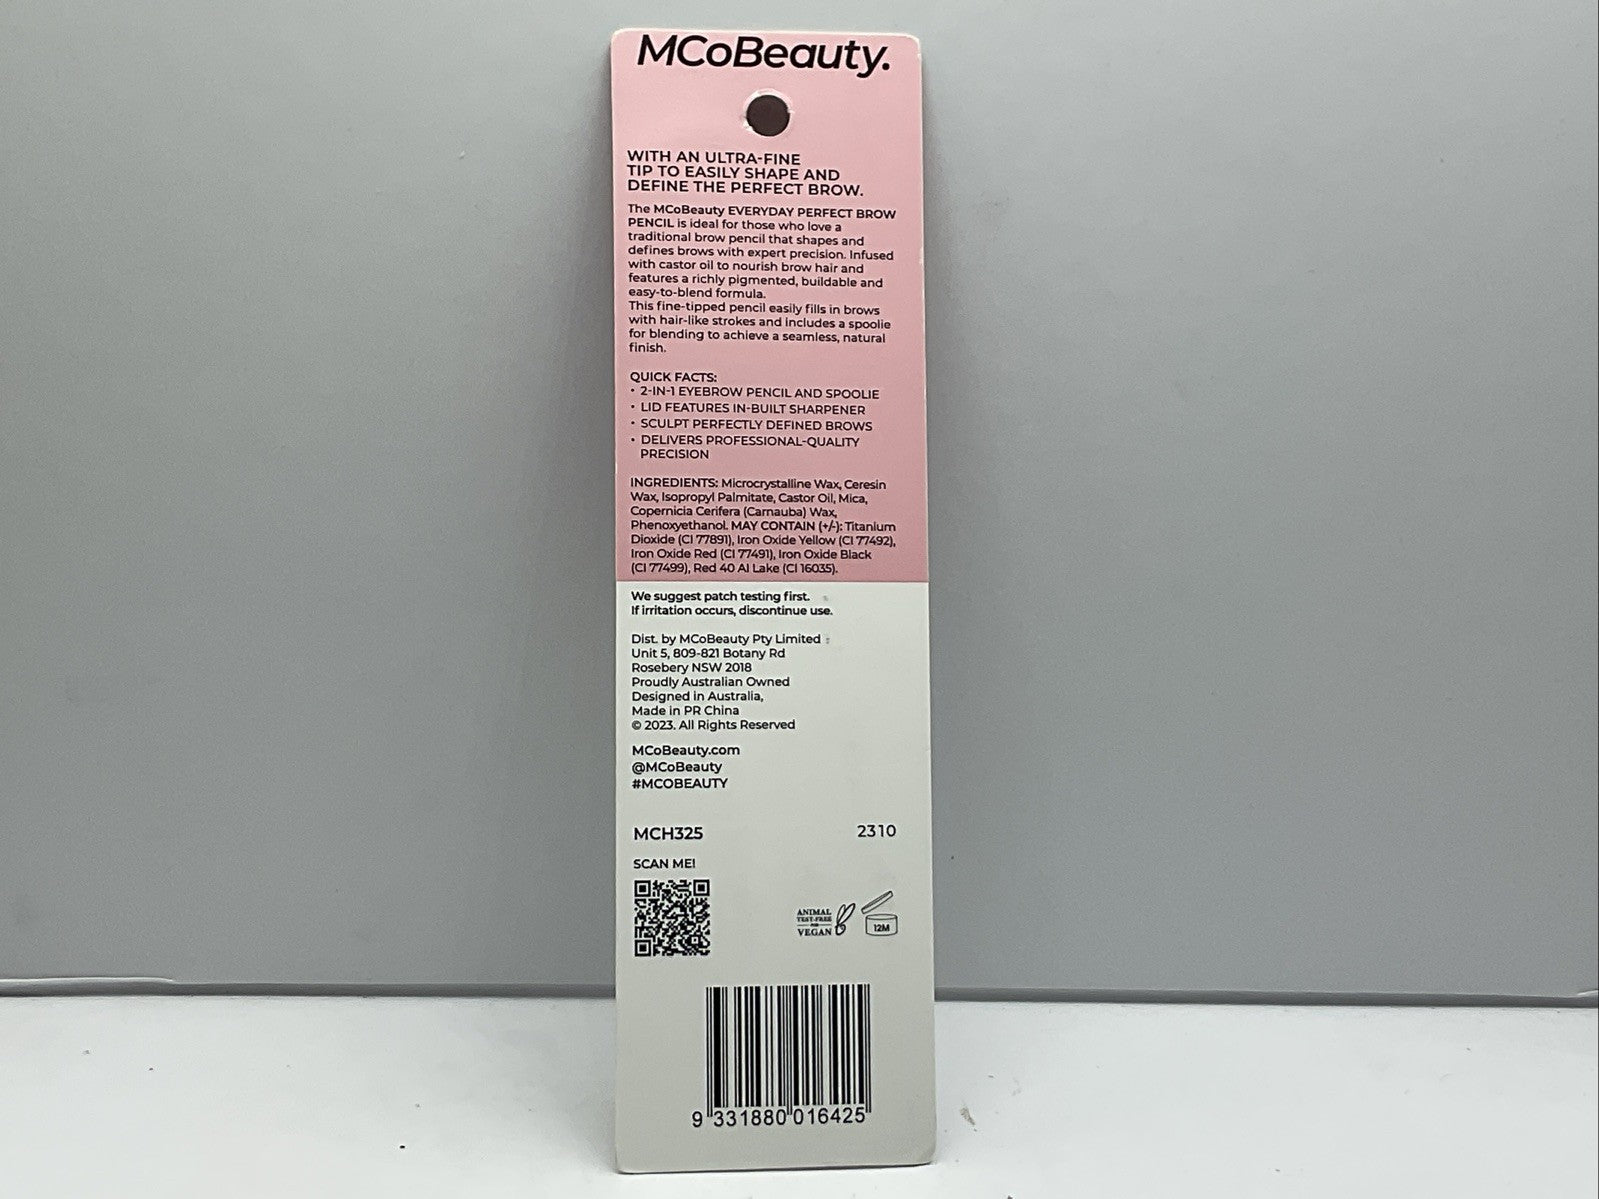 MCoBeauty.
WITH AN ULTRA-FINE
TIP TO EASILY SHAPE AND
DEFINE THE PERFECT BROW.
The MCoBeauty EVERYDAY PERFECT BROW
PENCIL is ideal for those who love a
traditional brow pencil that shapes and
defines brows with expert precision. Infused
with castor oil to nourish brow hair and
features a richly pigmented, buildable and
easy-to-blend formula.
This fine-tipped pencil easily fills in brows
with hair-like strokes and includes a spoolie
for blending to achieve a seamless, natural
finish.
QUICK FACTS:
• 2-IN-1 EYEBROW PENCIL AND SPOOLIE
• LID FEATURES IN-BUILT SHARPENER
• SCULPT PERFECTLY DEFINED BROWS
• DELIVERS PROFESSIONAL-QUALITY
PRECISION
INGREDIENTS: Microcrystalline Wax, Ceresin
Wax, Isopropyl Palmitate, Castor Oil, Mica,
Copernicia Cerifera (Carnauba) Wax,
Phenoxyethanol. MAY CONTAIN (+/-): Titanium
Dioxide (CI 77891), Iron Oxide Yellow (CI 77492),
Iron Oxide Red (CI 77491), Iron Oxide Black
(CI 77499), Red 40 Al Lake (CI 16035).
We suggest patch testing first.
If irritation occurs, discontinue use.
Dist. by MCoBeauty Pty Limited
Unit 5, 809-821 Botany Rd
Rosebery NSW 2018
Proudly Australian Owned
Designed in Australia,
Made in PR China
© 2023. All Rights Reserved
MCoBeauty.com
@MCoBeauty
#MCOBEAUTY
MCH325 2310
SCAN ME!
ANIMAL
TEST-FREE
VEGAN
12M
9 331880 016425